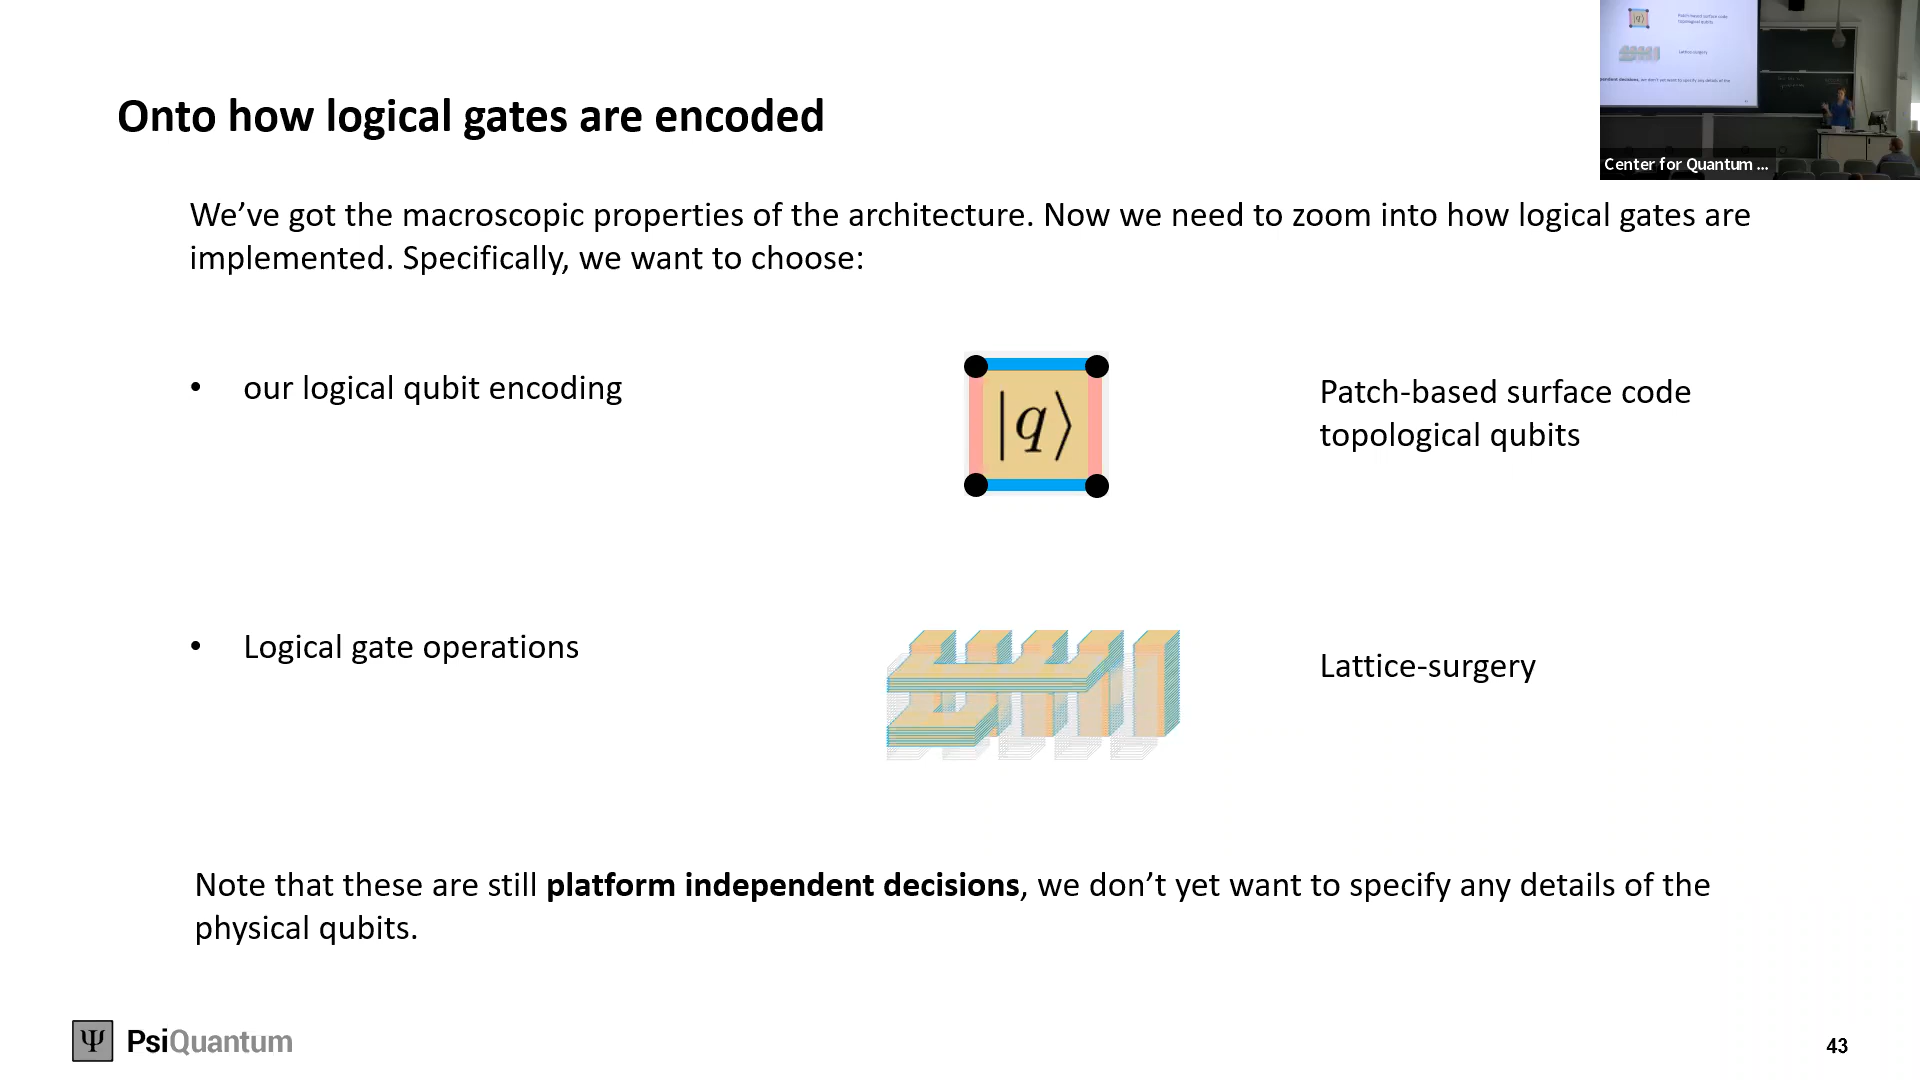 Onto how logical gates are encoded
Center for Quantum ...
We’ve got the macroscopic properties of the architecture. Now we need to zoom into how logical gates are
implemented. Specifically, we want to choose:
• our logical qubit encoding
|q⟩
Patch-based surface code
topological qubits
• Logical gate operations
Lattice-surgery
Note that these are still platform independent decisions, we don’t yet want to specify any details of the
physical qubits.
Ψ PsiQuantum
43